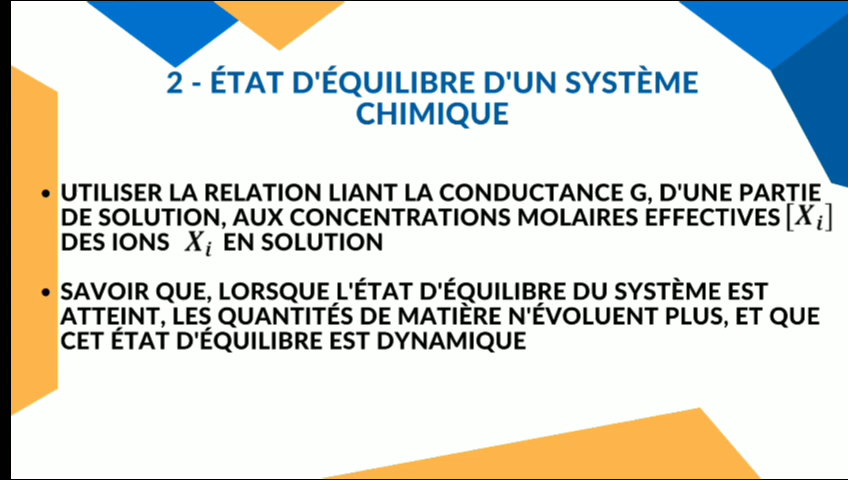 2 - ÉTAT D'ÉQUILIBRE D'UN SYSTÈME
CHIMIQUE
• UTILISER LA RELATION LIANT LA CONDUCTANCE G, D'UNE PARTIE
DE SOLUTION, AUX CONCENTRATIONS MOLAIRES EFFECTIVES [Xᵢ]
DES IONS Xᵢ EN SOLUTION
• SAVOIR QUE, LORSQUE L'ÉTAT D'ÉQUILIBRE DU SYSTÈME EST
ATTEINT, LES QUANTITÉS DE MATIÈRE N'ÉVOLUENT PLUS, ET QUE
CET ÉTAT D'ÉQUILIBRE EST DYNAMIQUE